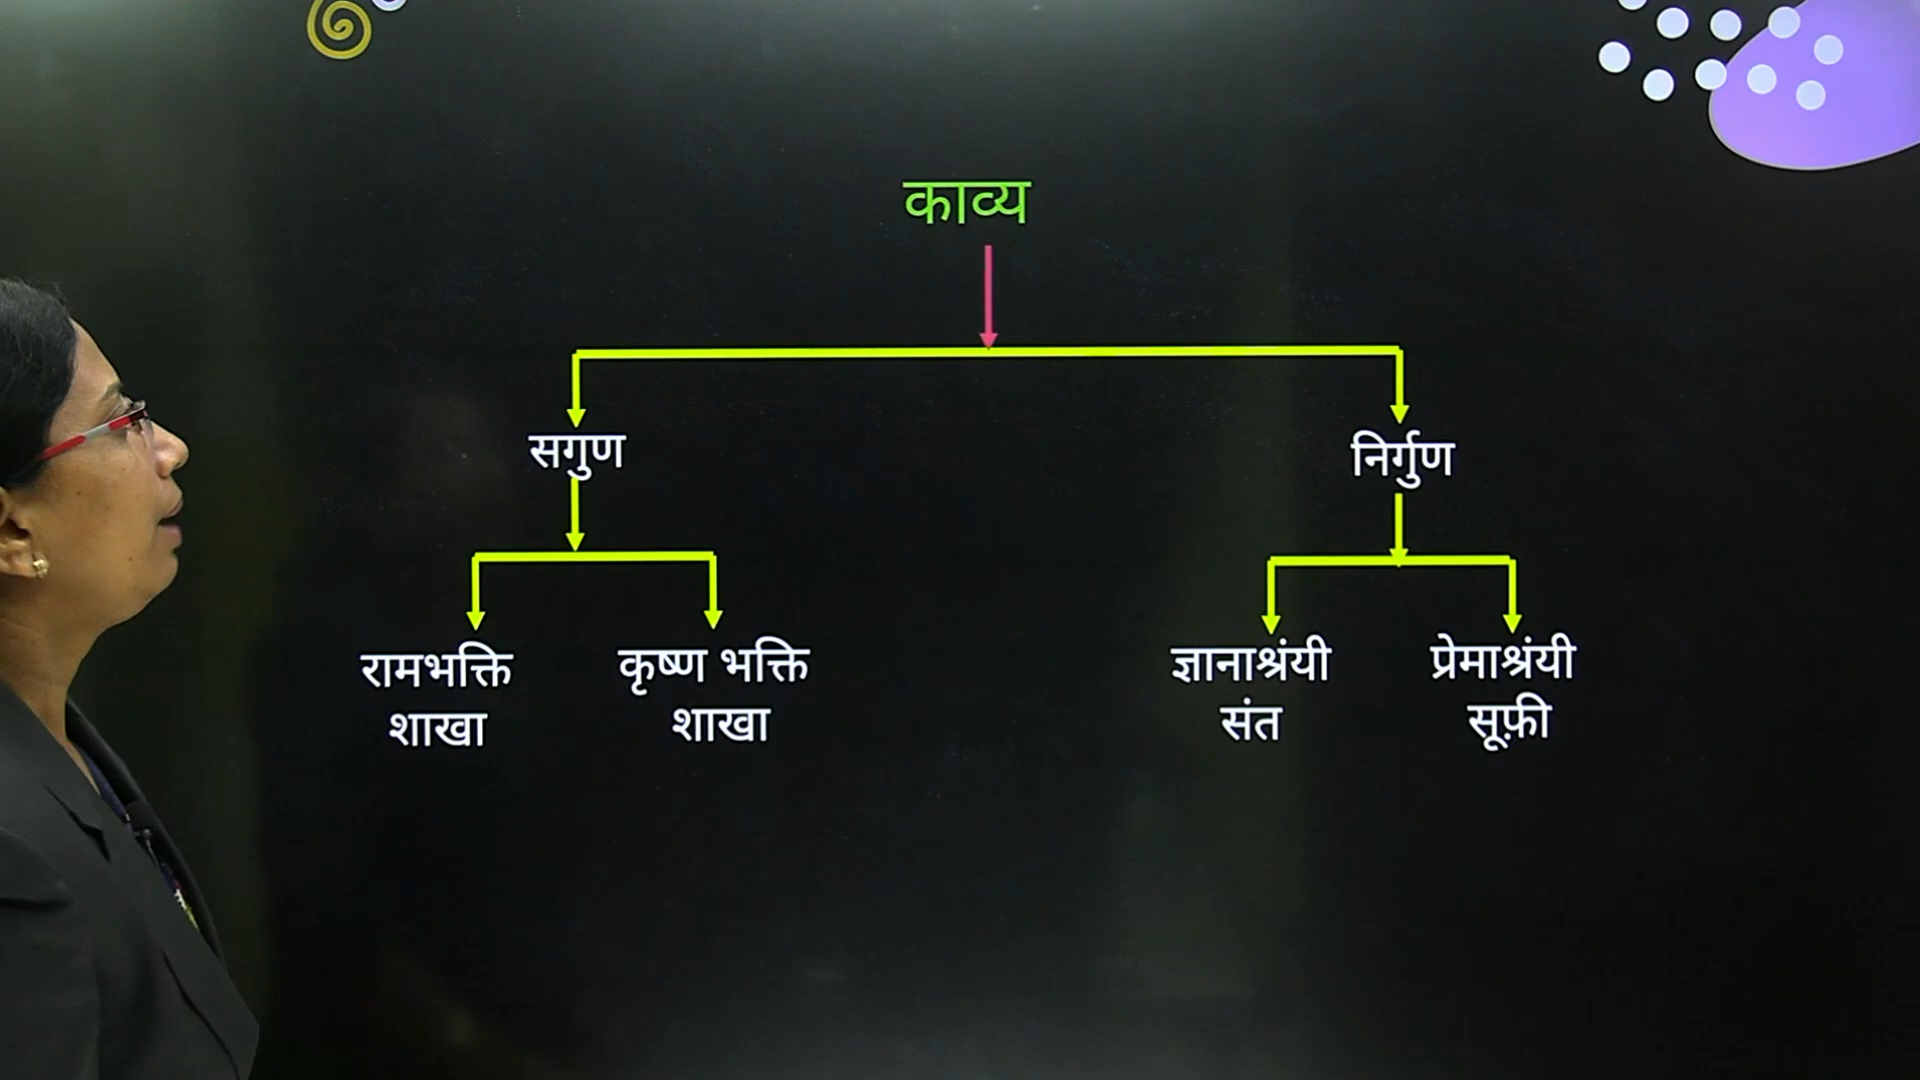 काव्य
सगुण
निर्गुण
रामभक्ति
शाखा
कृष्ण भक्ति
शाखा
ज्ञानाश्रंयी
संत
प्रेमाश्रंयी
सूफ़ी